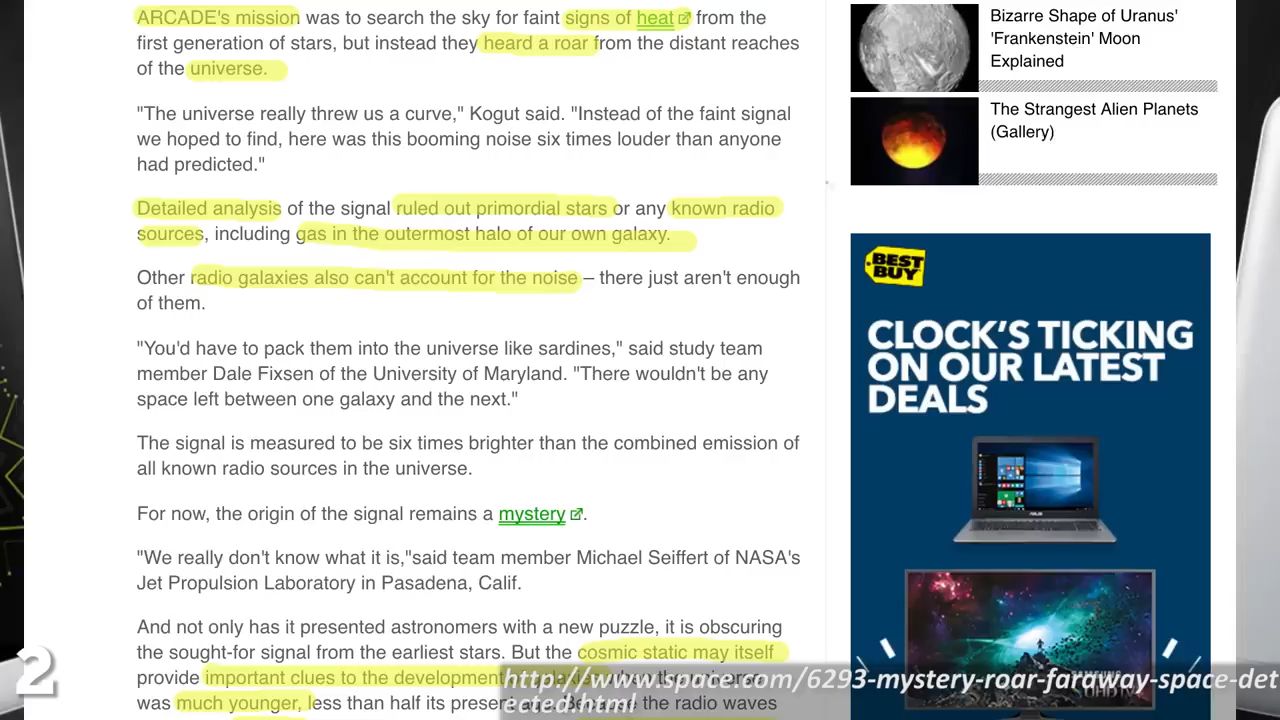 ARCADE's mission was to search the sky for faint signs of heat from the
first generation of stars, but instead they heard a roar from the distant reaches
of the universe.
"The universe really threw us a curve," Kogut said. "Instead of the faint signal
we hoped to find, here was this booming noise six times louder than anyone
had predicted."
Detailed analysis of the signal ruled out primordial stars or any known radio
sources, including gas in the outermost halo of our own galaxy.
Other radio galaxies also can't account for the noise – there just aren't enough
of them.
"You'd have to pack them into the universe like sardines," said study team
member Dale Fixsen of the University of Maryland. "There wouldn't be any
space left between one galaxy and the next."
The signal is measured to be six times brighter than the combined emission of
all known radio sources in the universe.
For now, the origin of the signal remains a mystery.
"We really don't know what it is,"said team member Michael Seiffert of NASA's
Jet Propulsion Laboratory in Pasadena, Calif.
And not only has it presented astronomers with a new puzzle, it is obscuring
the sought-for signal from the earliest stars. But the cosmic static may itself
provide important clues to the development
was much younger, less than half its present the radio waves
Bizarre Shape of Uranus'
'Frankenstein' Moon
Explained
The Strangest Alien Planets
(Gallery)
BEST
BUY
CLOCK'S TICKING
ON OUR LATEST
DEALS
ASUS
SAMSUNG
2
http://www.space.com/6293-mystery-roar-faraway-space-det
ected.html